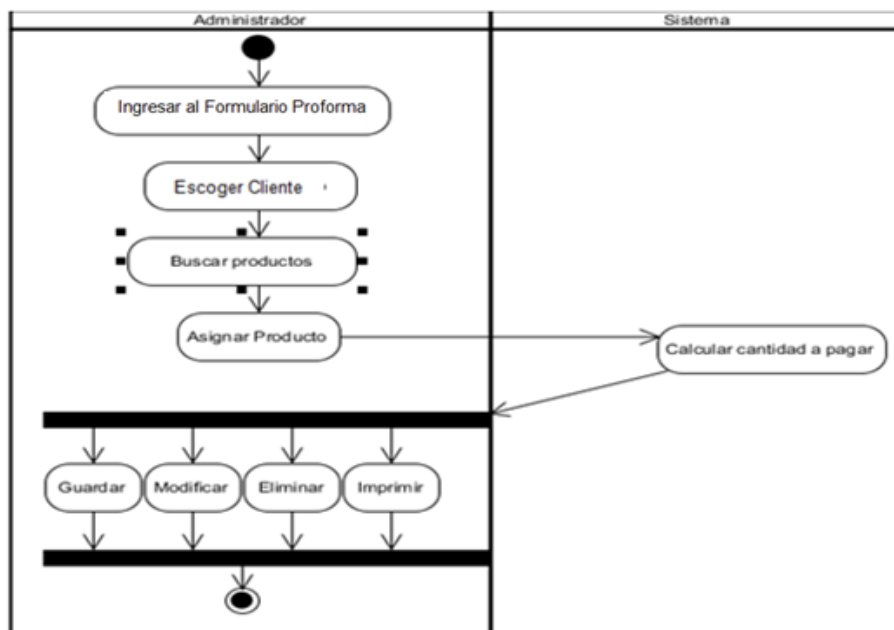 Administrador
Sistema
Ingresar al Formulario Proforma
Escoger Cliente
Buscar productos
Asignar Producto
Calcular cantidad a pagar
Guardar
Modificar
Eliminar
Imprimir